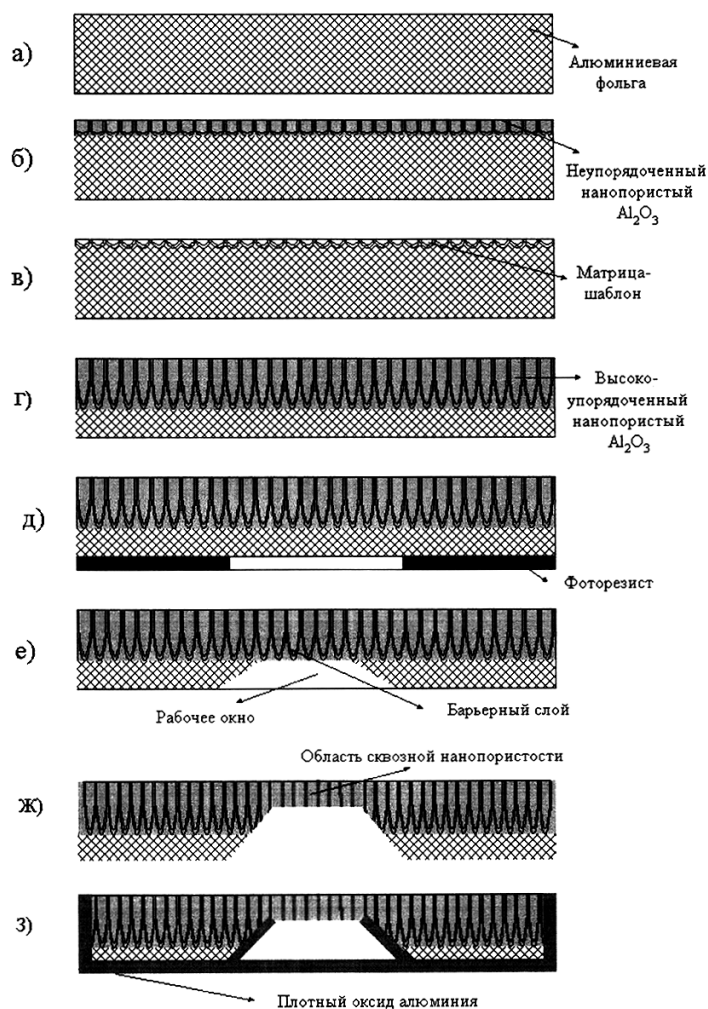 а)
Алюминиевая
фольга
б)
Неупорядоченный
нанопористый
Al₂O₃
в)
Матрица-
шаблон
г)
Высоко-
упорядоченный
нанопористый
Al₂O₃
д)
Фоторезист
е)
Рабочее окно
Барьерный слой
Область сквозной нанопористости
ж)
з)
Плотный оксид алюминия